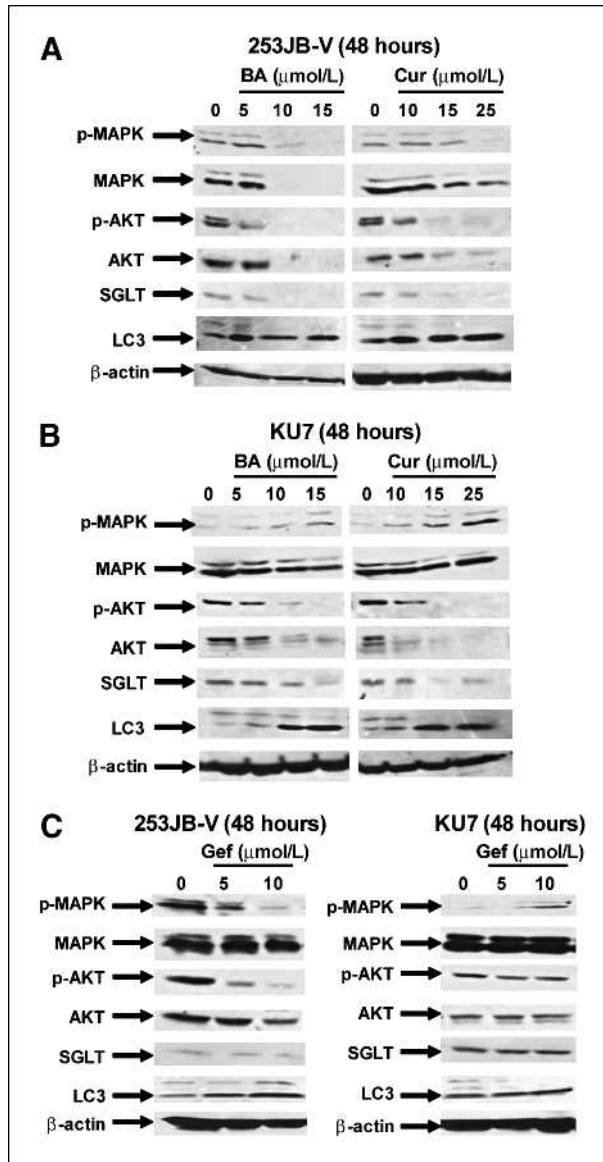 A
253JB-V (48 hours)
BA (μmol/L) Cur (μmol/L)
0 5 10 15 0 10 15 25
p-MAPK
MAPK
p-AKT
AKT
SGLT
LC3
β-actin
B
KU7 (48 hours)
BA (μmol/L) Cur (μmol/L)
0 5 10 15 0 10 15 25
p-MAPK
MAPK
p-AKT
AKT
SGLT
LC3
β-actin
C
253JB-V (48 hours) KU7 (48 hours)
Gef (μmol/L) Gef (μmol/L)
0 5 10 0 5 10
p-MAPK p-MAPK
MAPK MAPK
p-AKT p-AKT
AKT AKT
SGLT SGLT
LC3 LC3
β-actin β-actin